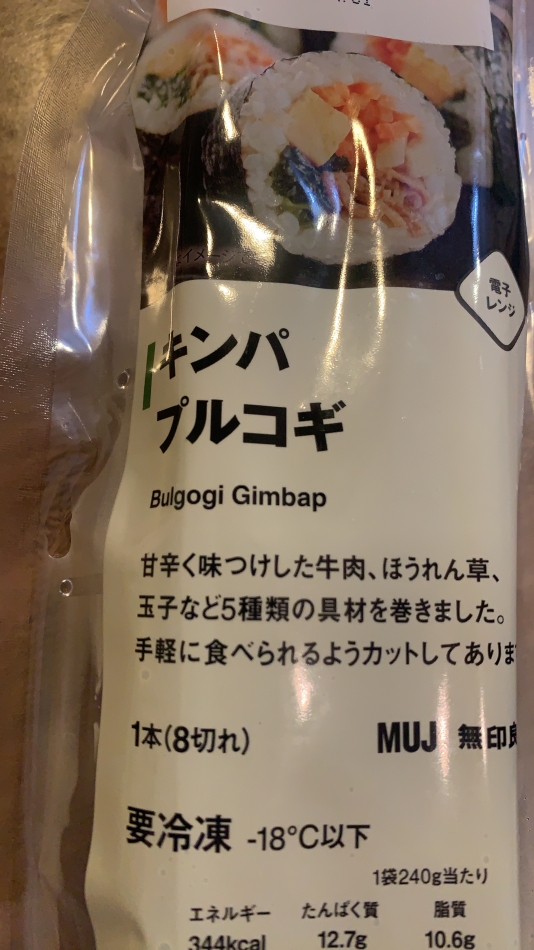 電子
レンジ
キンパ
プルコギ
Bulgogi Gimbap
甘辛く味つけした牛肉、ほうれん草、
玉子など5種類の具材を巻きました。
手軽に食べられるようカットしてありま
1本(8切れ)
MUJ 無印良
要冷凍 -18°C以下
1袋240g当たり
エネルギー たんぱく質 脂質
344kcal 12.7g 10.6g